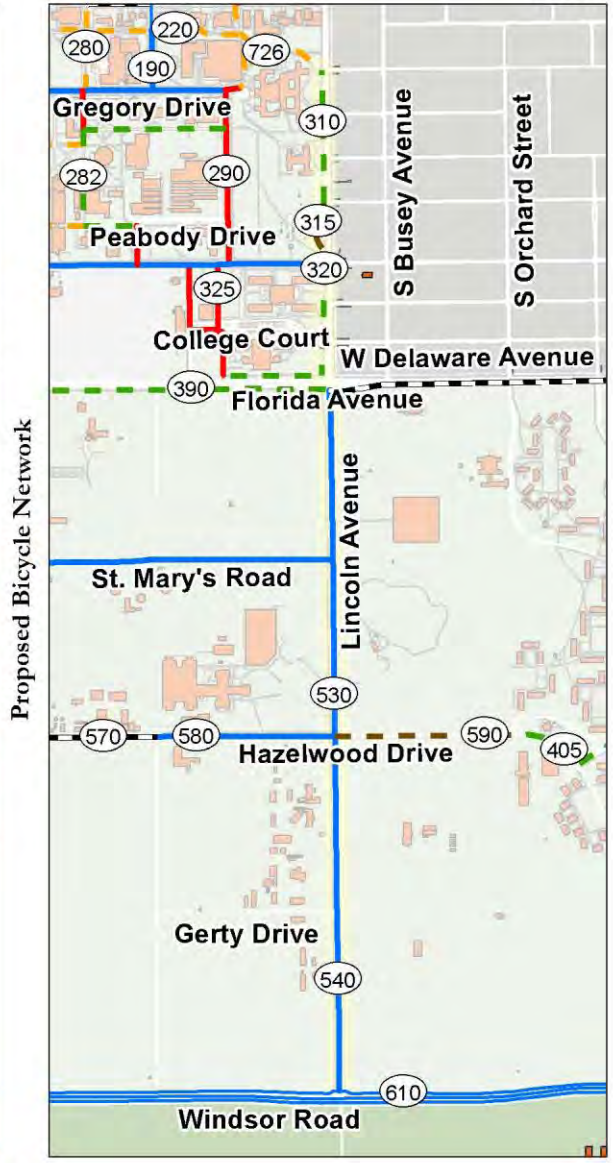 Proposed Bicycle Network
220
280
726
190
Gregory Drive
310
S Busey Avenue
S Orchard Street
282
290
315
Peabody Drive
320
325
College Court
W Delaware Avenue
390
Florida Avenue
Lincoln Avenue
St. Mary's Road
530
570
580
590
405
Hazelwood Drive
Gerty Drive
540
610
Windsor Road